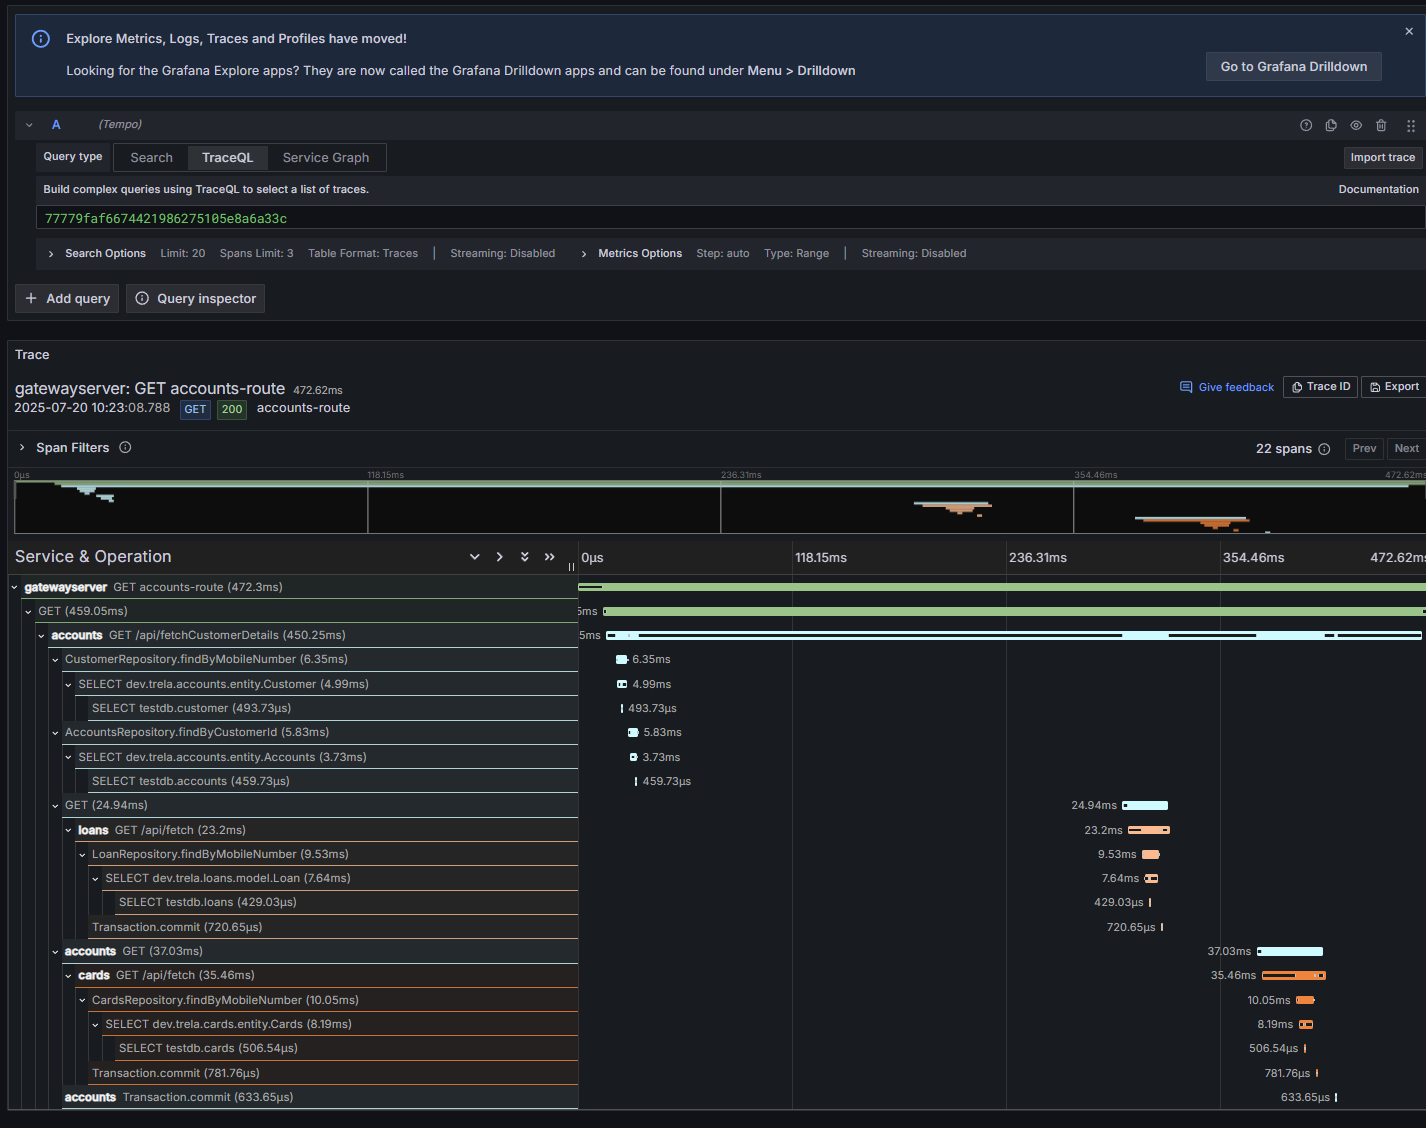 Explore Metrics, Logs, Traces and Profiles have moved!
Looking for the Grafana Explore apps? They are now called the Grafana Drilldown apps and can be found under Menu > Drilldown
Go to Grafana Drilldown
A (Tempo)
Query type Search TraceQL Service Graph Import trace
Build complex queries using TraceQL to select a list of traces. Documentation
77779faf6674421986275105e8a6a33c
Search Options Limit: 20 Spans Limit: 3 Table Format: Traces | Streaming: Disabled Metrics Options Step: auto Type: Range | Streaming: Disabled
+ Add query Query inspector
Trace
gatewayserver: GET accounts-route 472.62ms
Give feedback Trace ID Export
2025-07-20 10:23:08.788 GET 200 accounts-route
Span Filters 22 spans Prev Next
0µs 118.15ms 236.31ms 354.46ms 472.62ms
Service & Operation 0µs 118.15ms 236.31ms 354.46ms 472.62ms
gatewayserver GET accounts-route (472.3ms)
GET (459.05ms) 5ms
accounts GET /api/fetchCustomerDetails (450.25ms) 5ms
CustomerRepository.findByMobileNumber (6.35ms) 6.35ms
SELECT dev.trela.accounts.entity.Customer (4.99ms) 4.99ms
SELECT testdb.customer (493.73µs) 493.73µs
AccountsRepository.findByCustomerId (5.83ms) 5.83ms
SELECT dev.trela.accounts.entity.Accounts (3.73ms) 3.73ms
SELECT testdb.accounts (459.73µs) 459.73µs
GET (24.94ms) 24.94ms
loans GET /api/fetch (23.2ms) 23.2ms
LoanRepository.findByMobileNumber (9.53ms) 9.53ms
SELECT dev.trela.loans.model.Loan (7.64ms) 7.64ms
SELECT testdb.loans (429.03µs) 429.03µs
Transaction.commit (720.65µs) 720.65µs
accounts GET (37.03ms) 37.03ms
cards GET /api/fetch (35.46ms) 35.46ms
CardsRepository.findByMobileNumber (10.05ms) 10.05ms
SELECT dev.trela.cards.entity.Cards (8.19ms) 8.19ms
SELECT testdb.cards (506.54µs) 506.54µs
Transaction.commit (781.76µs) 781.76µs
accounts Transaction.commit (633.65µs) 633.65µs